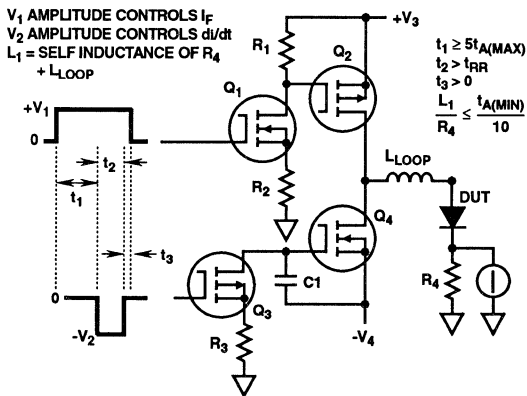 V1 AMPLITUDE CONTROLS IF
V2 AMPLITUDE CONTROLS di/dt
L1 = SELF INDUCTANCE OF R4
+ LLOOP
+V3
R1
Q2
t1 ≥ 5tA(MAX)
t2 > tRR
t3 > 0
L1/R4 ≤ tA(MIN)/10
Q1
+V1
0
t2
t1
R2
LLOOP
DUT
Q4
t3
C1
R4
0
Q3
-V2
R3
-V4